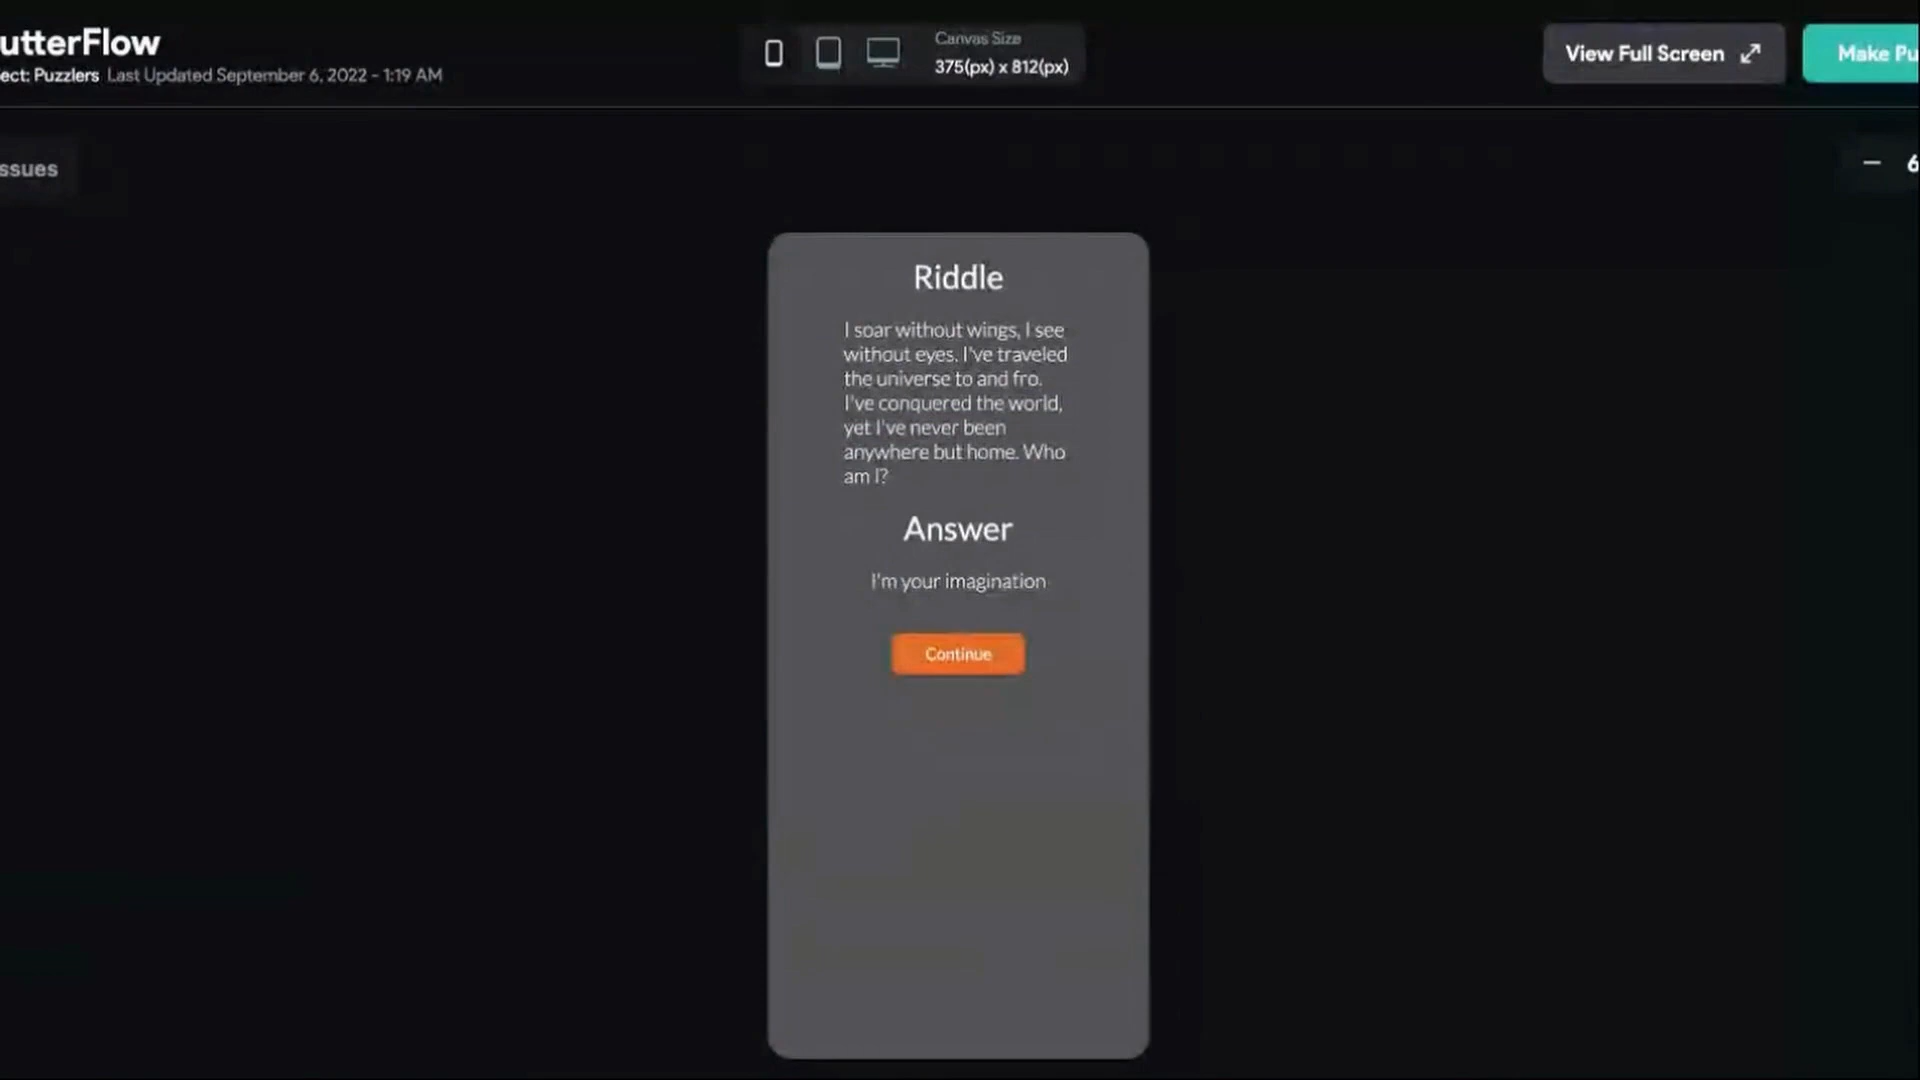 utterFlow
ect: Puzzlers Last Updated September 6, 2022 - 1:19 AM
Canvas Size
375(px) x 812(px)
View Full Screen
Make Pu
ssues
6
Riddle
I soar without wings, I see
without eyes. I've traveled
the universe to and fro.
I've conquered the world,
yet I've never been
anywhere but home. Who
am I?
Answer
I'm your imagination
Continue